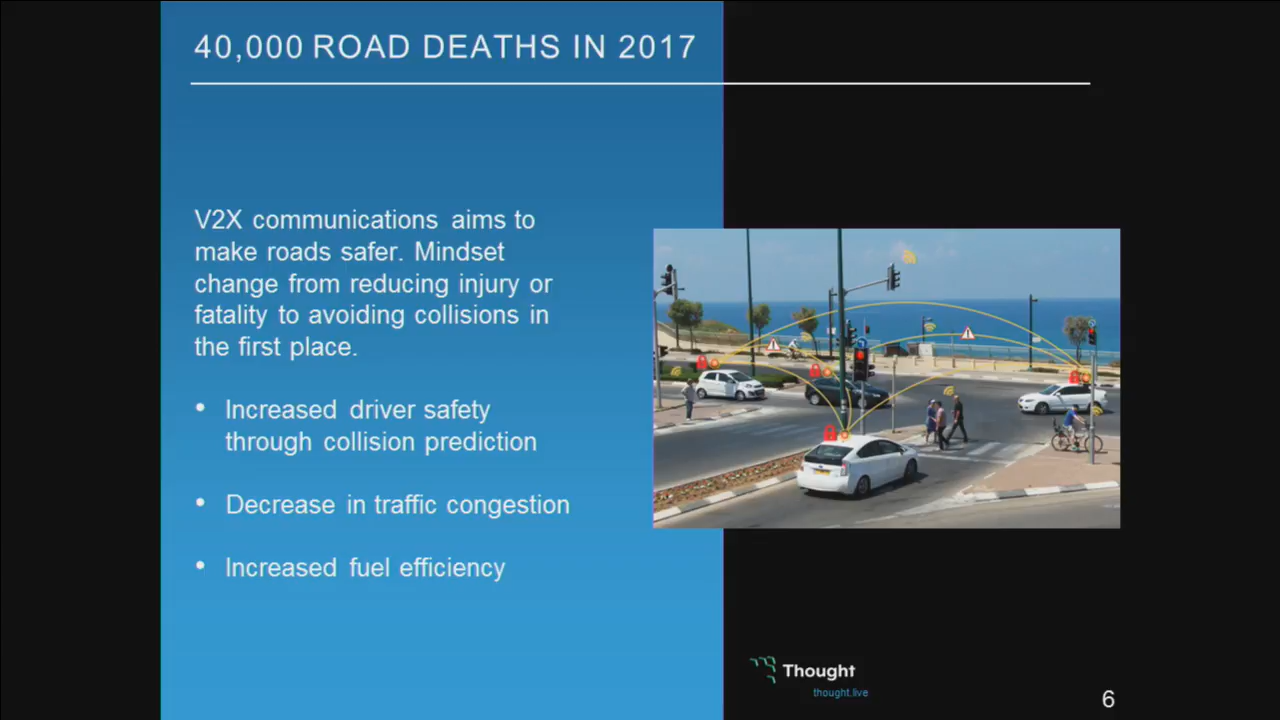 40,000 ROAD DEATHS IN 2017
V2X communications aims to
make roads safer. Mindset
change from reducing injury or
fatality to avoiding collisions in
the first place.
• Increased driver safety
through collision prediction
• Decrease in traffic congestion
• Increased fuel efficiency
Thought
thought.live
6